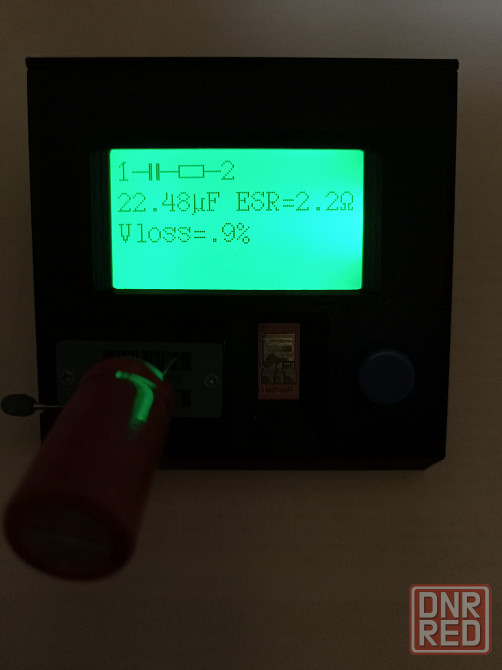 1-||-▭-2
22.48µF ESR=2.2Ω
Vloss=.9%
DNR
RED